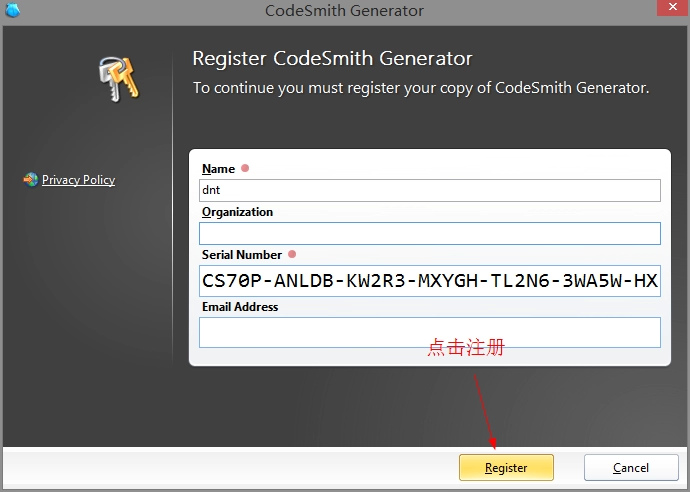 CodeSmith Generator
Register CodeSmith Generator
To continue you must register your copy of CodeSmith Generator.
Privacy Policy
Name
dnt
Organization
Serial Number
CS70P-ANLDB-KW2R3-MXYGH-TL2N6-3WA5W-HX
Email Address
点击注册
Register
Cancel